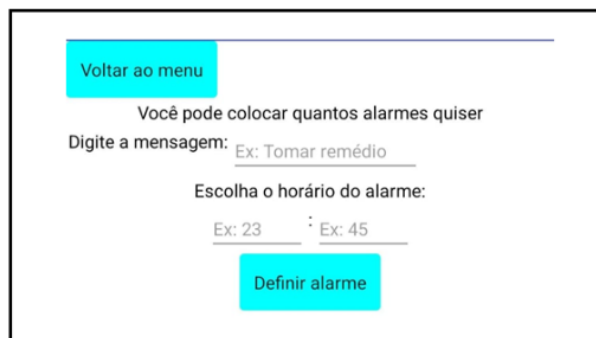 Voltar ao menu
Você pode colocar quantos alarmes quiser
Digite a mensagem: Ex: Tomar remédio
Escolha o horário do alarme:
Ex: 23 : Ex: 45
Definir alarme